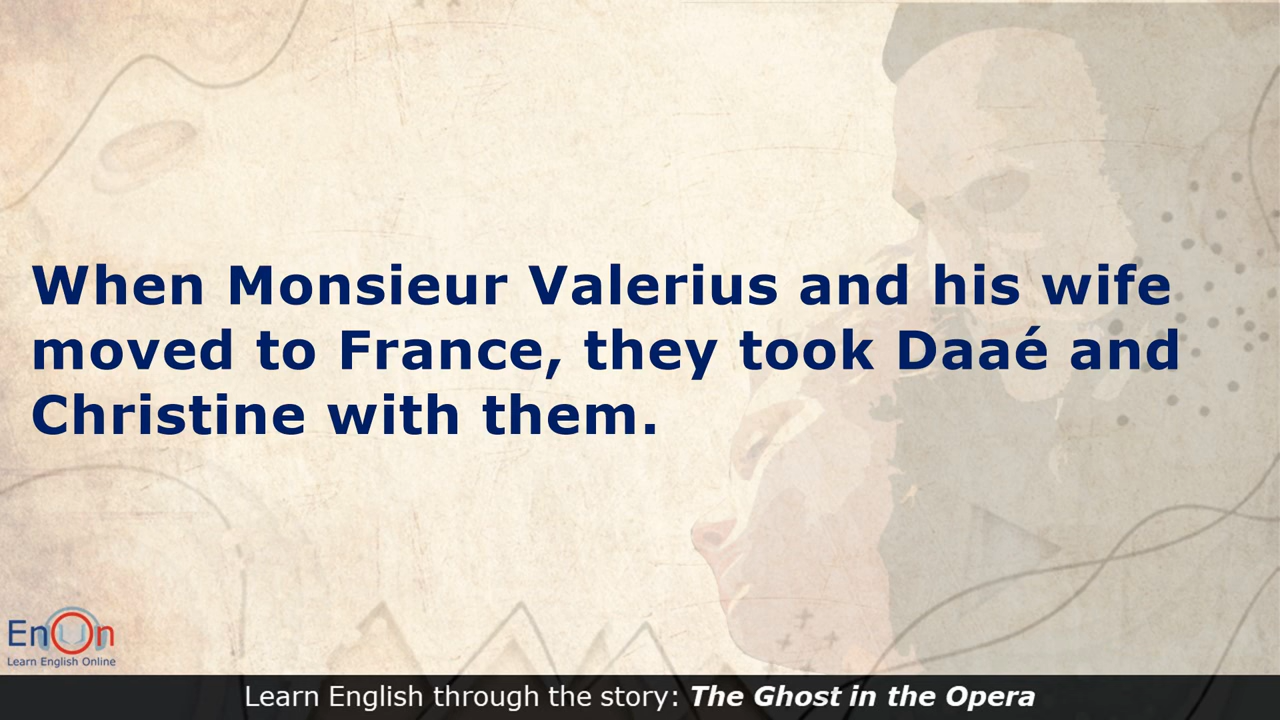 When Monsieur Valerius and his wife
moved to France, they took Daaé and
Christine with them.
EnOn
Learn English Online
Learn English through the story: The Ghost in the Opera